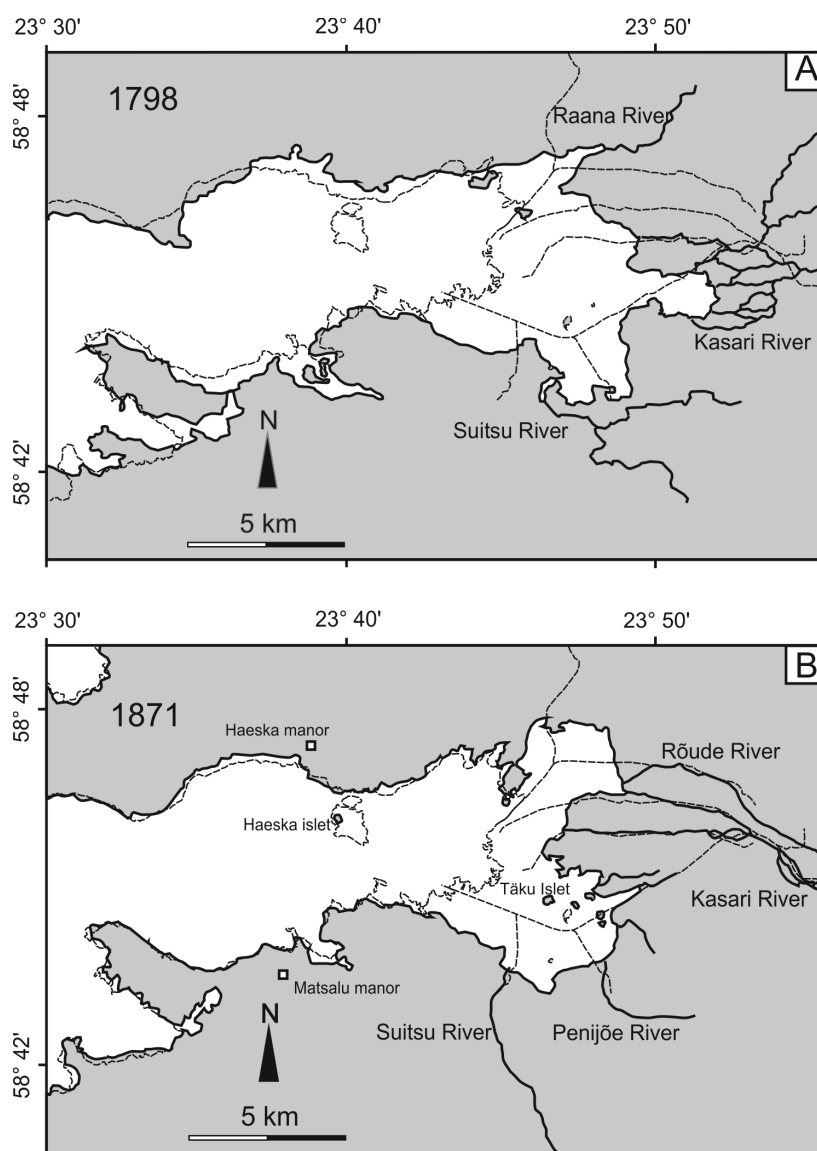 23° 30' 23° 40' 23° 50'
A
1798
58° 48'
Raana River
Kasari River
Suitsu River
N
58° 42'
5 km
23° 30' 23° 40' 23° 50'
B
1871
58° 48'
Haeska manor
Rõude River
Haeska islet
Täku Islet
Kasari River
Matsalu manor
N
Suitsu River
Penijõe River
58° 42'
5 km